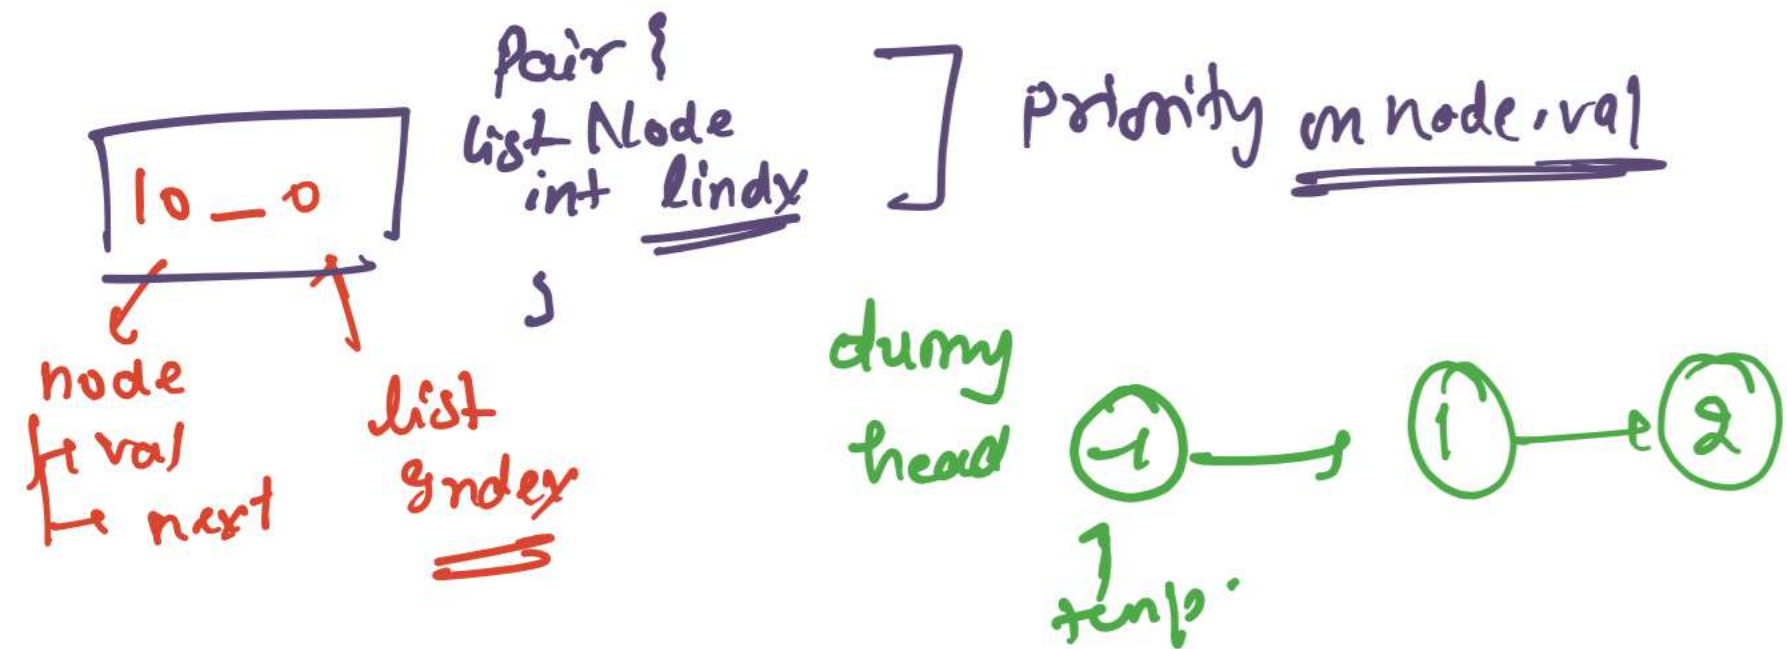 Pair {
list Node
int lindx
}
priority on node.val
10 _ 0
node
val
next
list
Index
dumy
head
-1
1
2
temp.